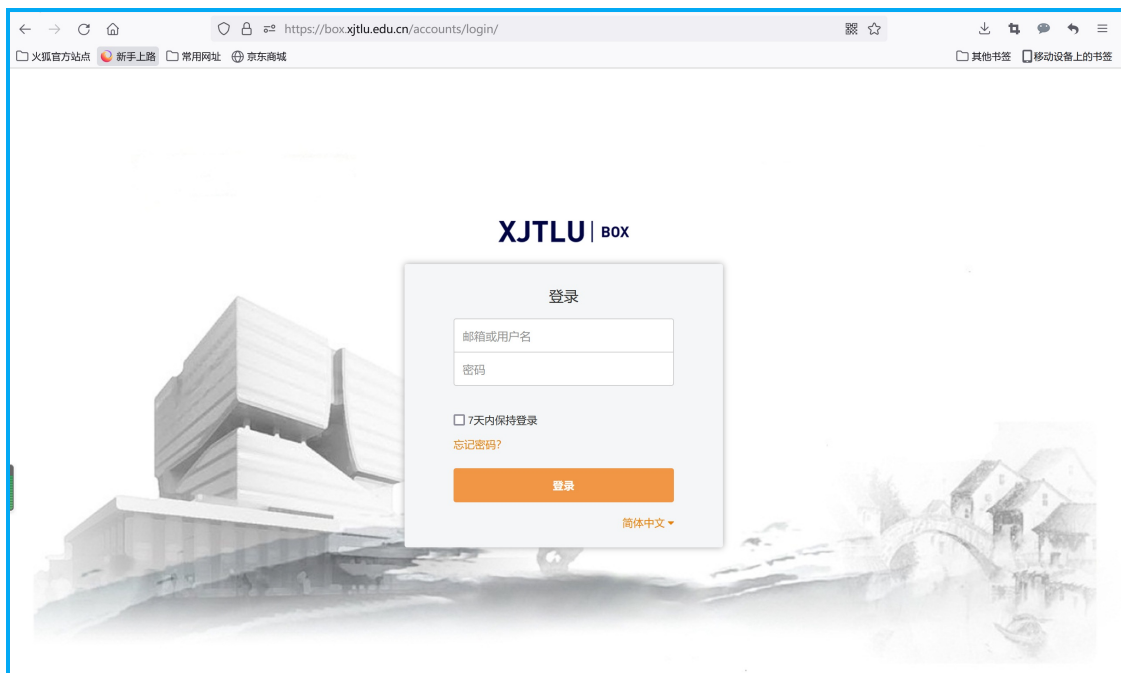 https://box.xjtlu.edu.cn/accounts/login/
火狐官方站点 新手上路 常用网址 京东商城 其他书签 移动设备上的书签
XJTLU | BOX
登录
邮箱或用户名
密码
7天内保持登录
忘记密码?
登录
简体中文